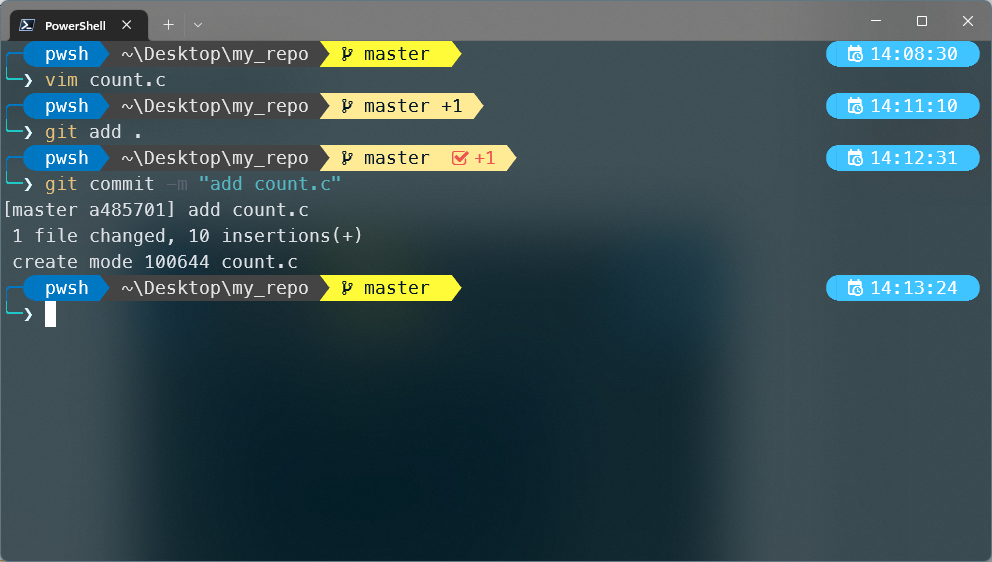 PowerShell
pwsh ~\Desktop\my_repo master 14:08:30
❯ vim count.c
pwsh ~\Desktop\my_repo master +1 14:11:10
❯ git add .
pwsh ~\Desktop\my_repo master +1 14:12:31
❯ git commit -m "add count.c"
[master a485701] add count.c
1 file changed, 10 insertions(+)
create mode 100644 count.c
pwsh ~\Desktop\my_repo master 14:13:24
❯